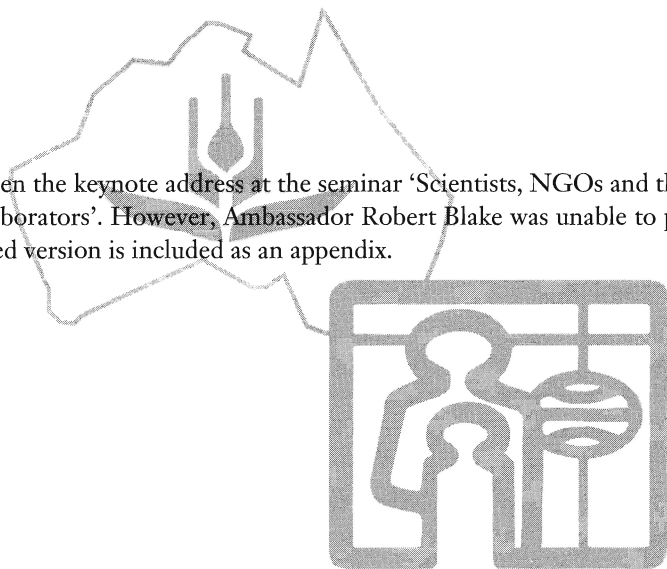 en the keynote address at the seminar ‘Scientists, NGOs and th
borators’. However, Ambassador Robert Blake was unable to p
ed version is included as an appendix.